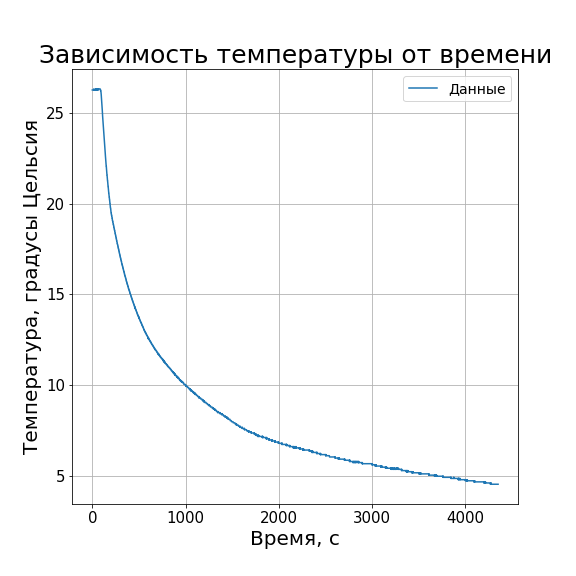 Зависимость температуры от времени
Данные
Температура, градусы Цельсия
25
20
15
10
5
0
1000
2000
3000
4000
Время, с